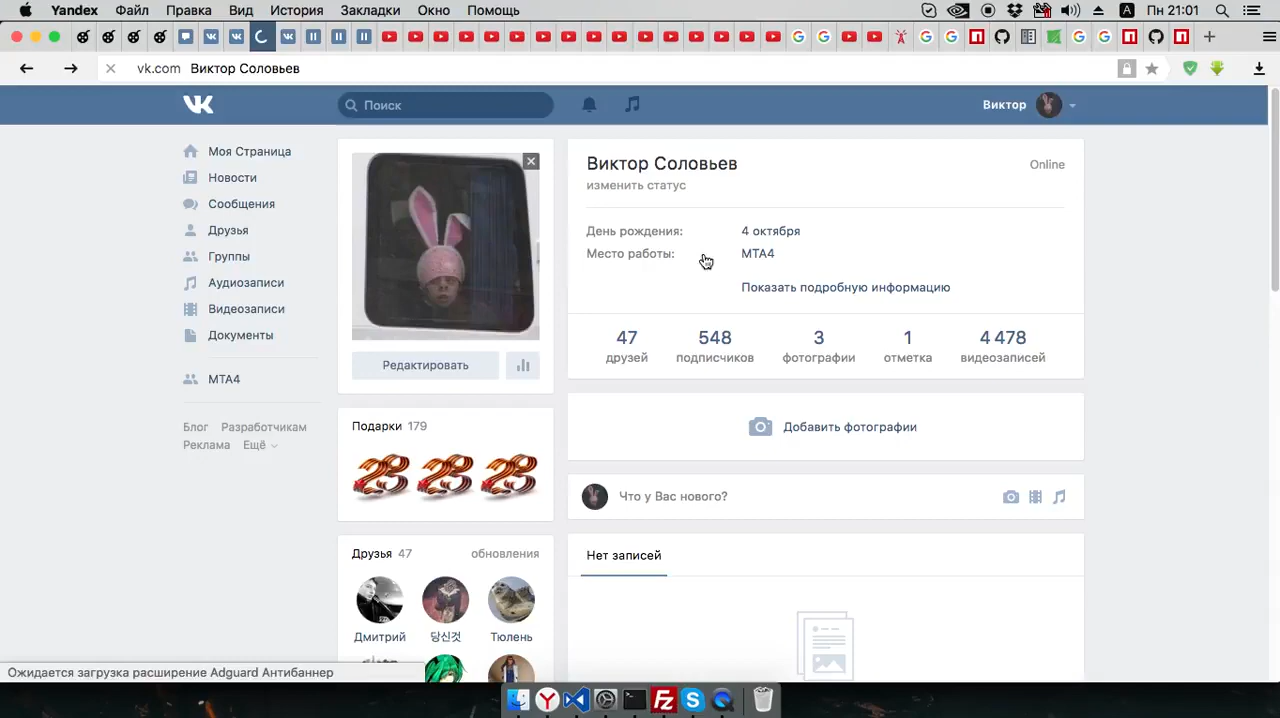 Yandex Файл Правка Вид История Закладки Окно Помощь
A Пн 21:01
vk.com Виктор Соловьев
Поиск
Виктор
Моя Страница
Новости
Сообщения
Друзья
Группы
Аудиозаписи
Видеозаписи
Документы
MTA4
Блог Разработчикам
Реклама Ещё
Редактировать
Подарки 179
23 23 23
Друзья 47 обновления
Дмитрий 당신것 Тюлень
Виктор Соловьев Online
изменить статус
День рождения: 4 октября
Место работы: MTA4
Показать подробную информацию
47 548 3 1 4 478
друзей подписчиков фотографии отметка видеозаписей
Добавить фотографии
Что у Вас нового?
Нет записей
Ожидается загрузка расширение Adguard Антибаннер